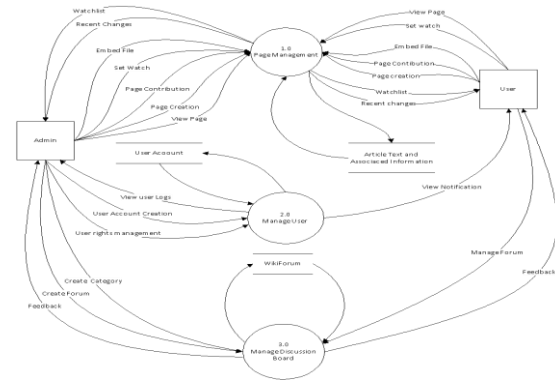 Watchlist
View Page
Recent Changes
Set watch
1.0
Page Management
Embed File
Embed File
Set Watch
Page Contribution
Page creation
Page Contribution
Watchlist
User
Page Creation
Recent changes
View Page
Admin
User Account
Article Text and
Associated Information
View user Logs
View Notification
User Account Creation
2.0
Manage User
User rights management
Manage Forum
WikiForum
Feedback
Create Category
Create Forum
Feedback
3.0
Manage Discussion
Board